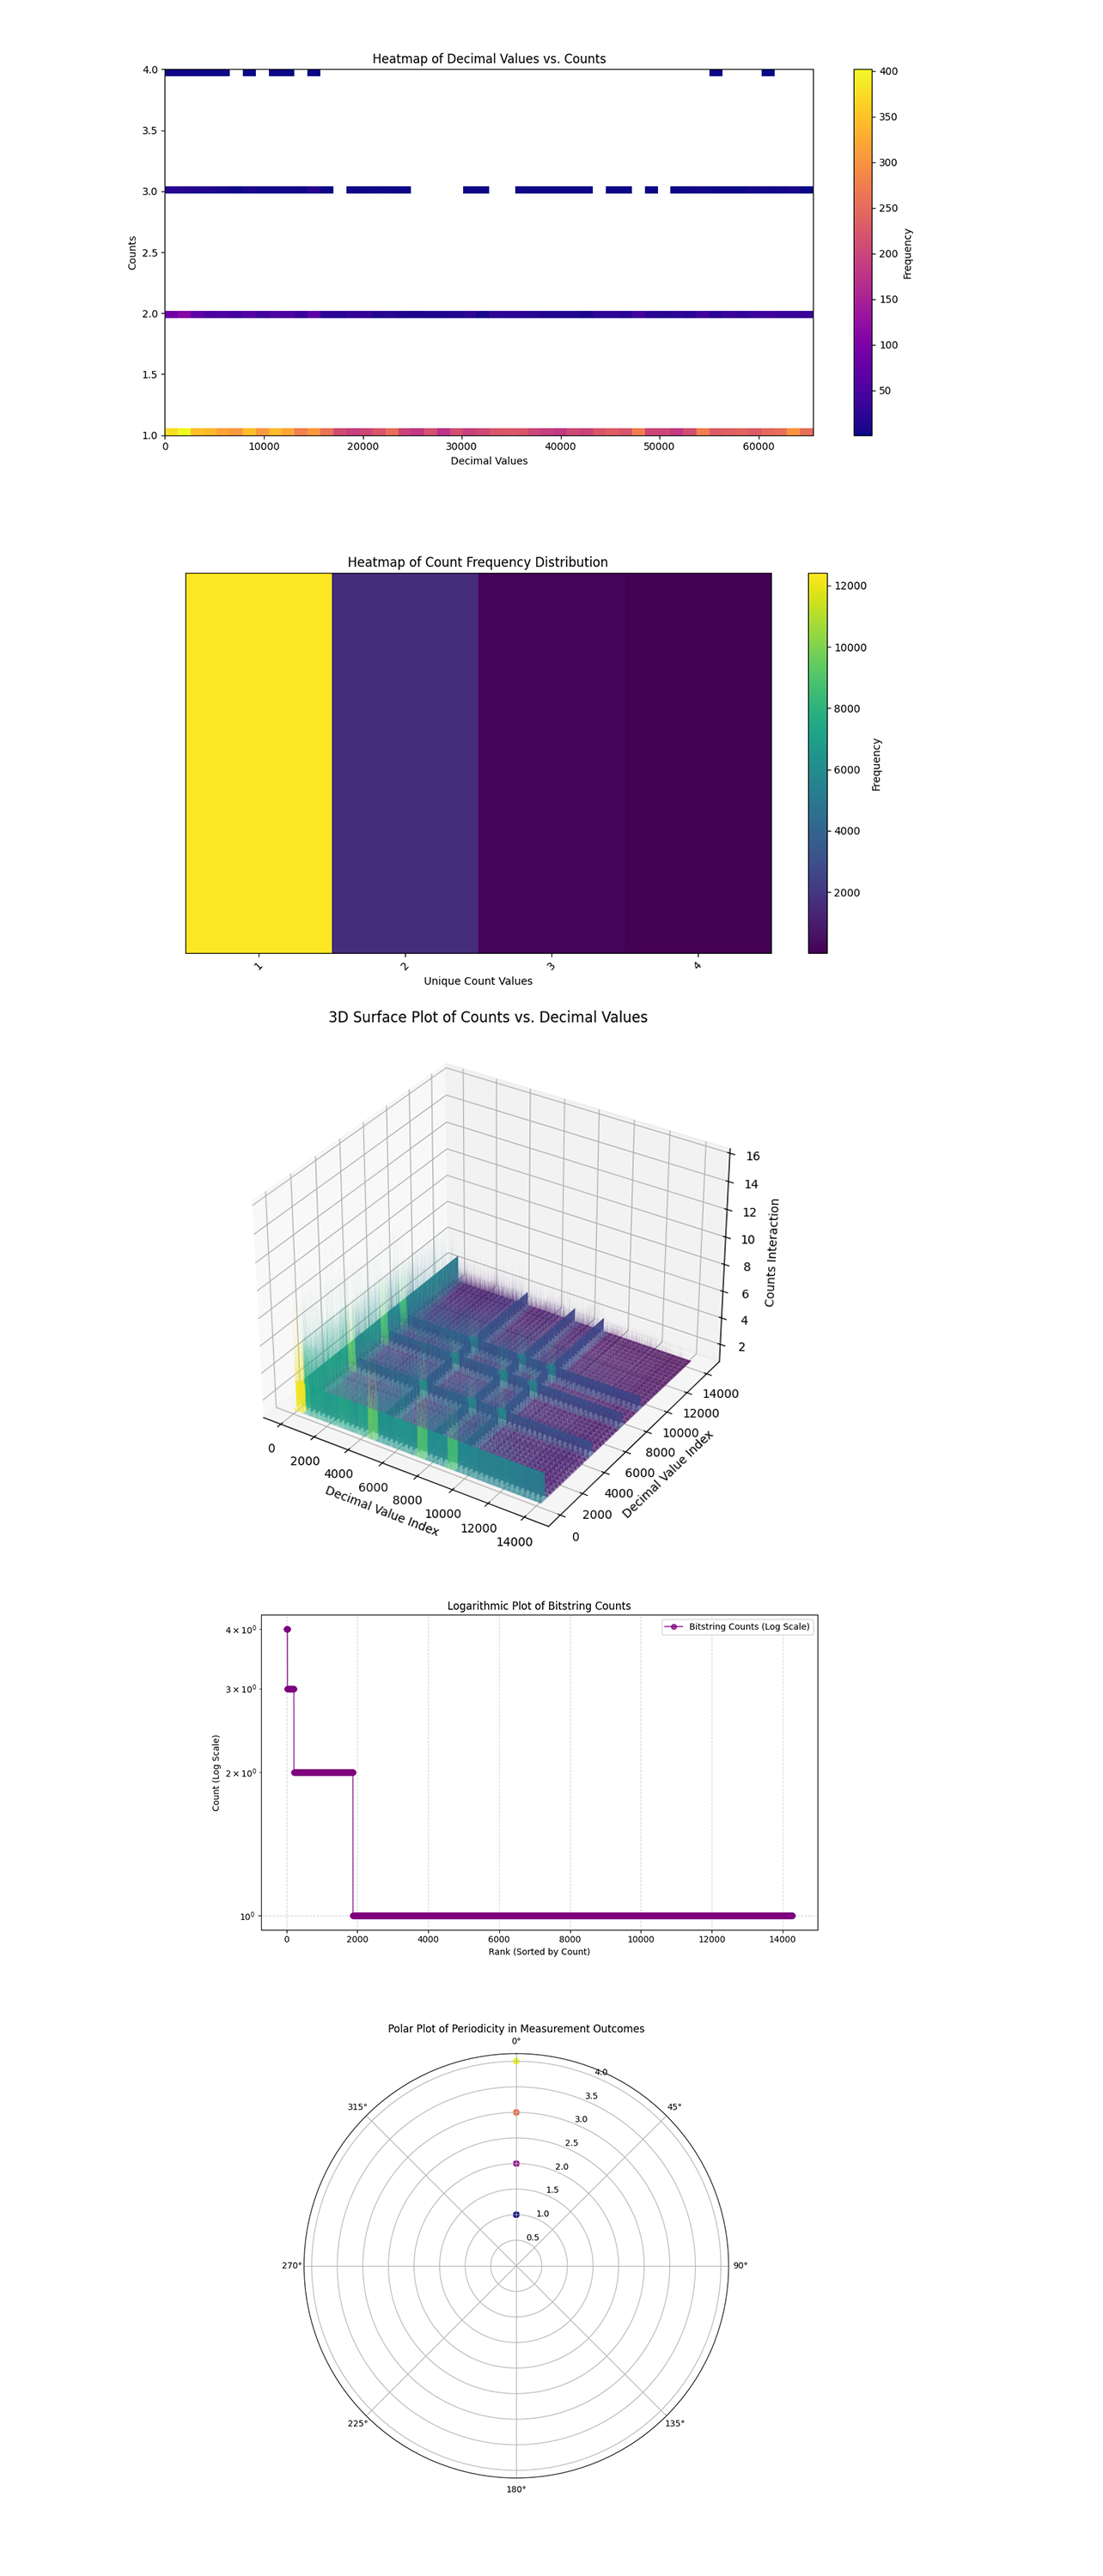 Heatmap of Decimal Values vs. Counts
4.0
3.5
3.0
2.5
2.0
1.5
1.0
Counts
0 10000 20000 30000 40000 50000 60000
Decimal Values
400
350
300
250
200
150
100
50
Frequency
Heatmap of Count Frequency Distribution
1 2 3 4
Unique Count Values
12000
10000
8000
6000
4000
2000
Frequency
3D Surface Plot of Counts vs. Decimal Values
16
14
12
10
8
6
4
2
Counts Interaction
0 2000 4000 6000 8000 10000 12000 14000
Decimal Value Index
0 2000 4000 6000 8000 10000 12000 14000
Decimal Value Index
Logarithmic Plot of Bitstring Counts
Bitstring Counts (Log Scale)
4 × 10⁰
3 × 10⁰
2 × 10⁰
10⁰
Count (Log Scale)
0 2000 4000 6000 8000 10000 12000 14000
Rank (Sorted by Count)
Polar Plot of Periodicity in Measurement Outcomes
0°
45°
90°
135°
180°
225°
270°
315°
4.0
3.5
3.0
2.5
2.0
1.5
1.0
0.5